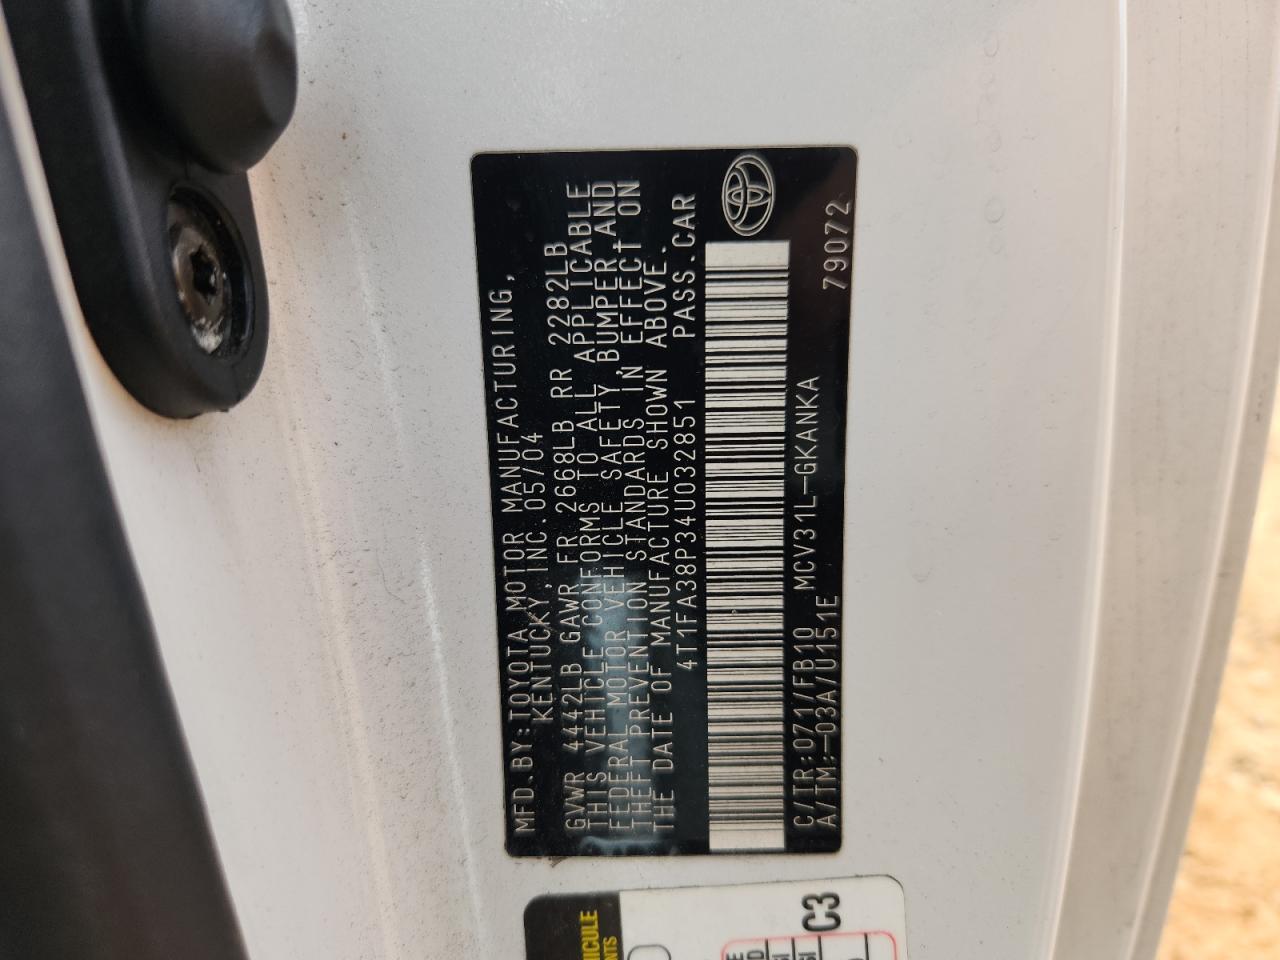 MFD.BY:TOYOTA MOTOR MANUFACTURING,
KENTUCKY,INC.05/04
GVWR 4442LB GAWR FR 2668LB RR 2282LB
THIS VEHICLE CONFORMS TO ALL APPLICABLE
FEDERAL MOTOR VEHICLE SAFETY,BUMPER,AND
THEFT PREVENTION STANDARDS IN EFFECT ON
THE DATE OF MANUFACTURE SHOWN ABOVE.
4T1FA38P34U032851 PASS.CAR
C/TR:071/FB10 MCV31L-GKANKA
A/TM:-03A/U151E 79072
C3